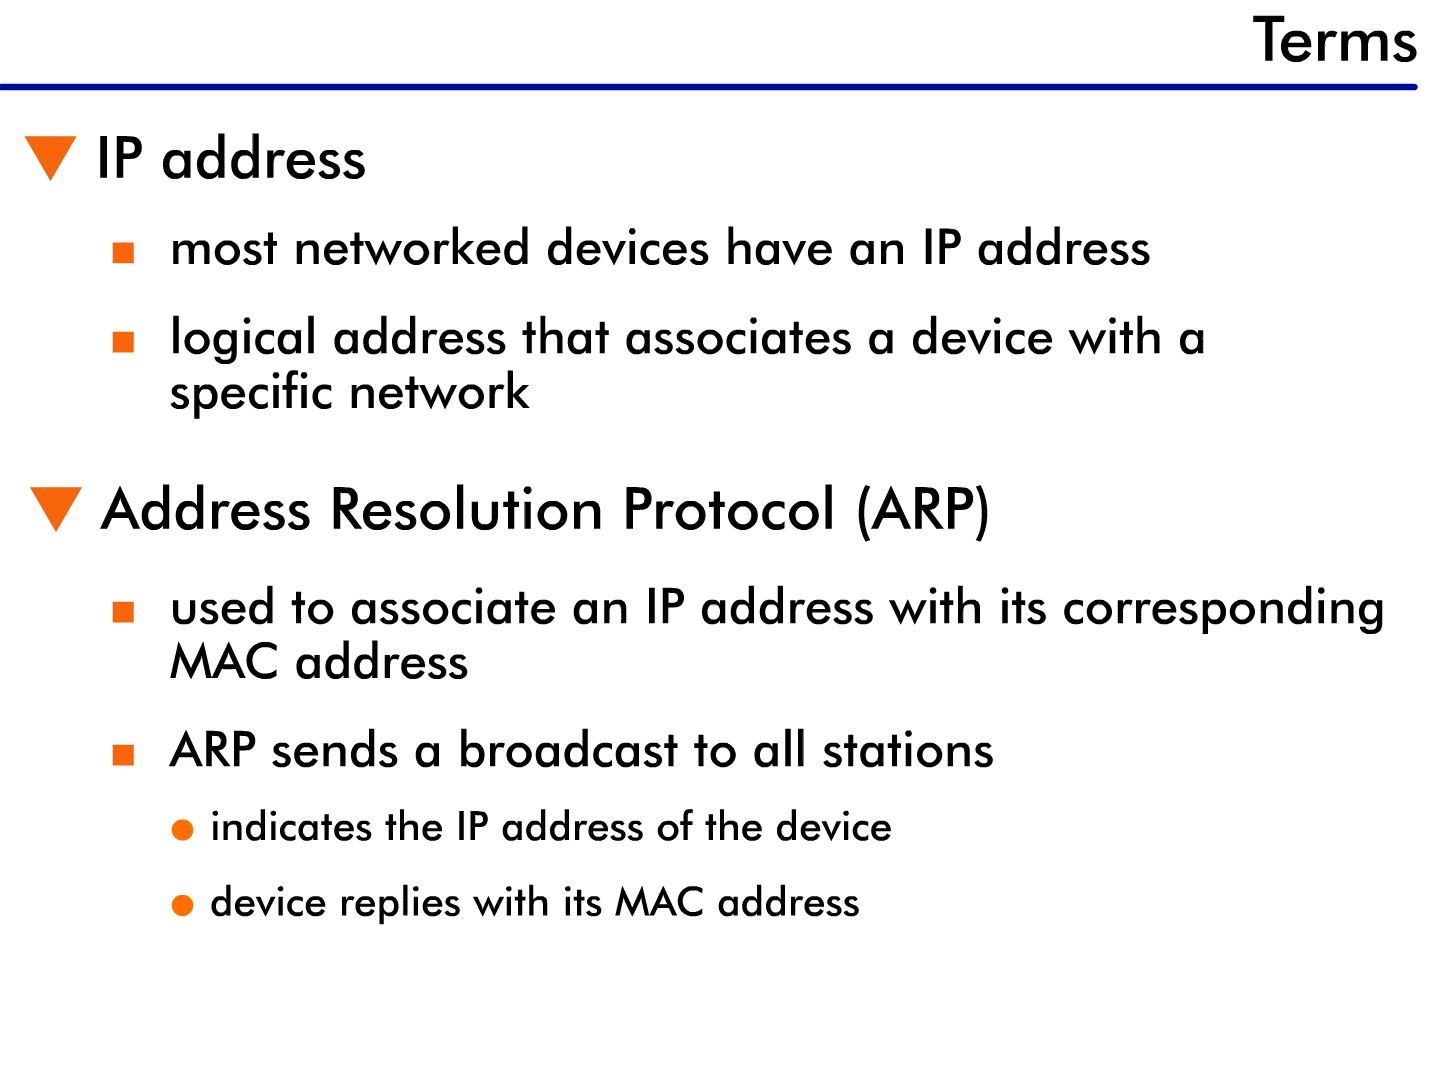 Terms
IP address
most networked devices have an IP address
logical address that associates a device with a
specific network
Address Resolution Protocol (ARP)
used to associate an IP address with its corresponding
MAC address
ARP sends a broadcast to all stations
indicates the IP address of the device
device replies with its MAC address